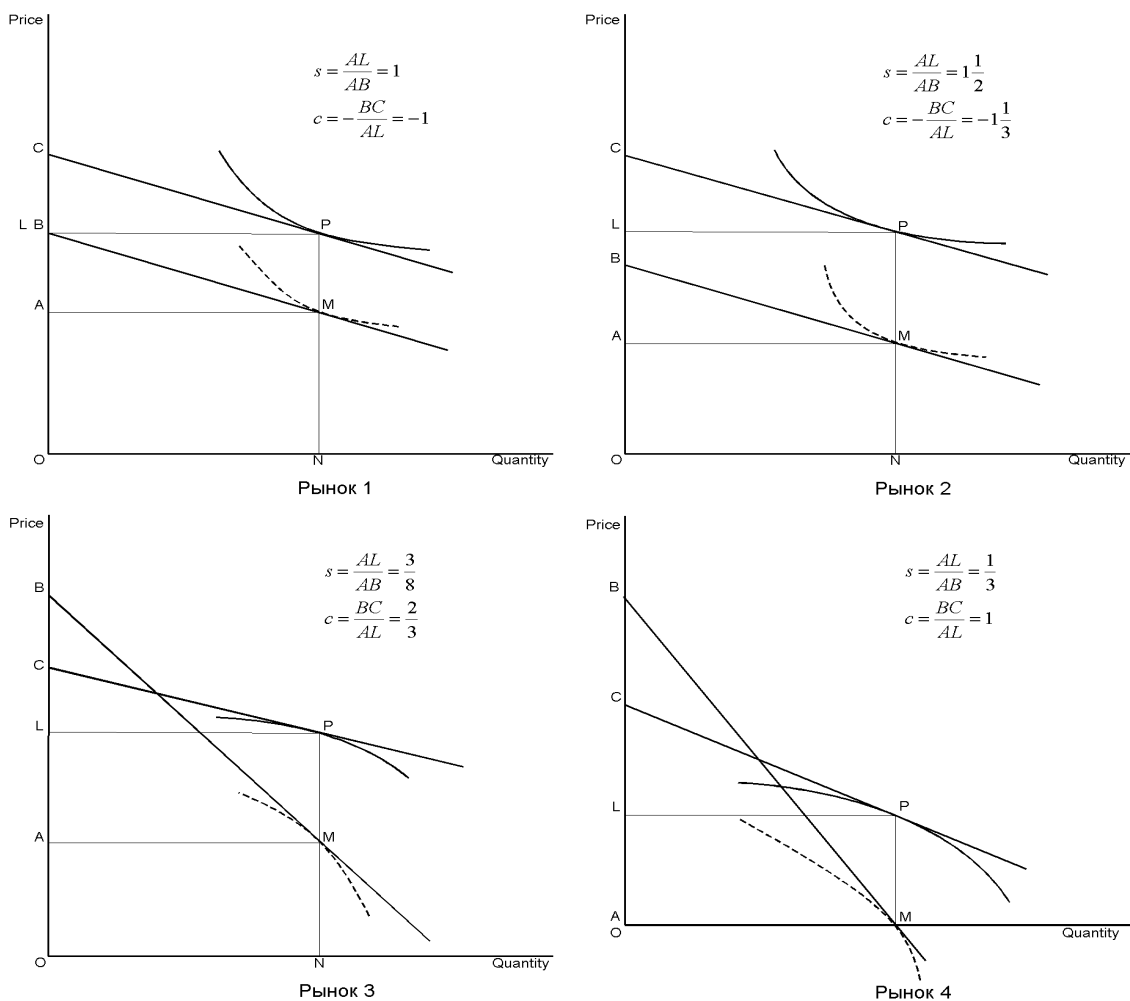 Price
s = AL/AB = 1
c = -BC/AL = -1
C
L B
P
A
M
O
N
Quantity
Рынок 1
Price
s = AL/AB = 1 1/2
c = -BC/AL = -1 1/3
C
L
P
B
A
M
O
N
Quantity
Рынок 2
Price
s = AL/AB = 3/8
c = BC/AL = 2/3
B
C
L
P
A
M
O
N
Quantity
Рынок 3
Price
s = AL/AB = 1/3
c = BC/AL = 1
B
C
L
P
A
M
O
Quantity
Рынок 4